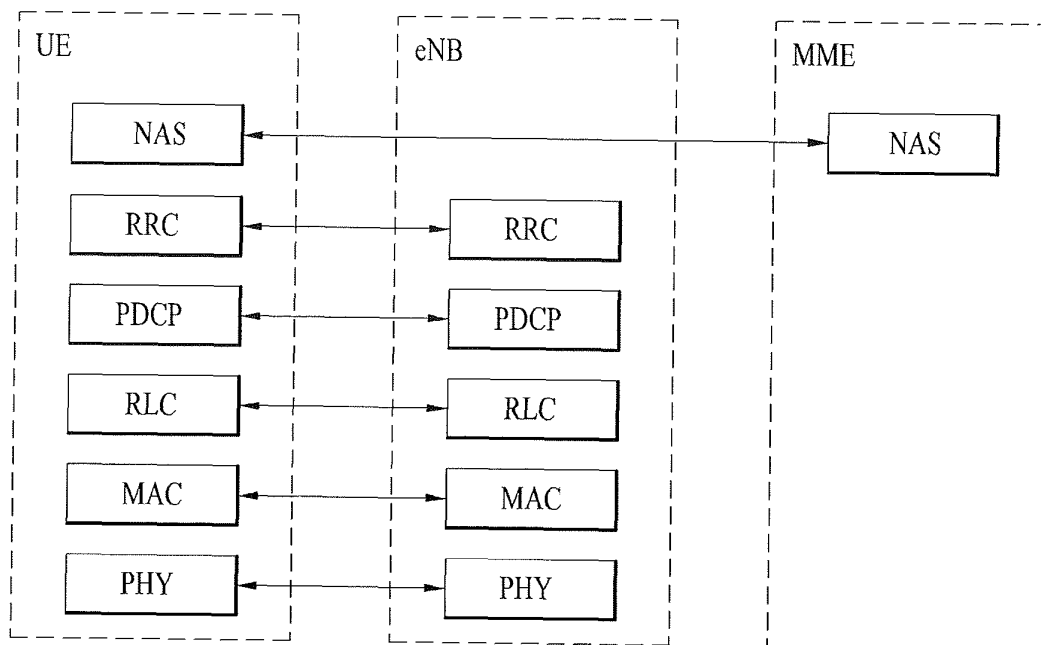 UE
eNB
MME
NAS
NAS
RRC
RRC
PDCP
PDCP
RLC
RLC
MAC
MAC
PHY
PHY